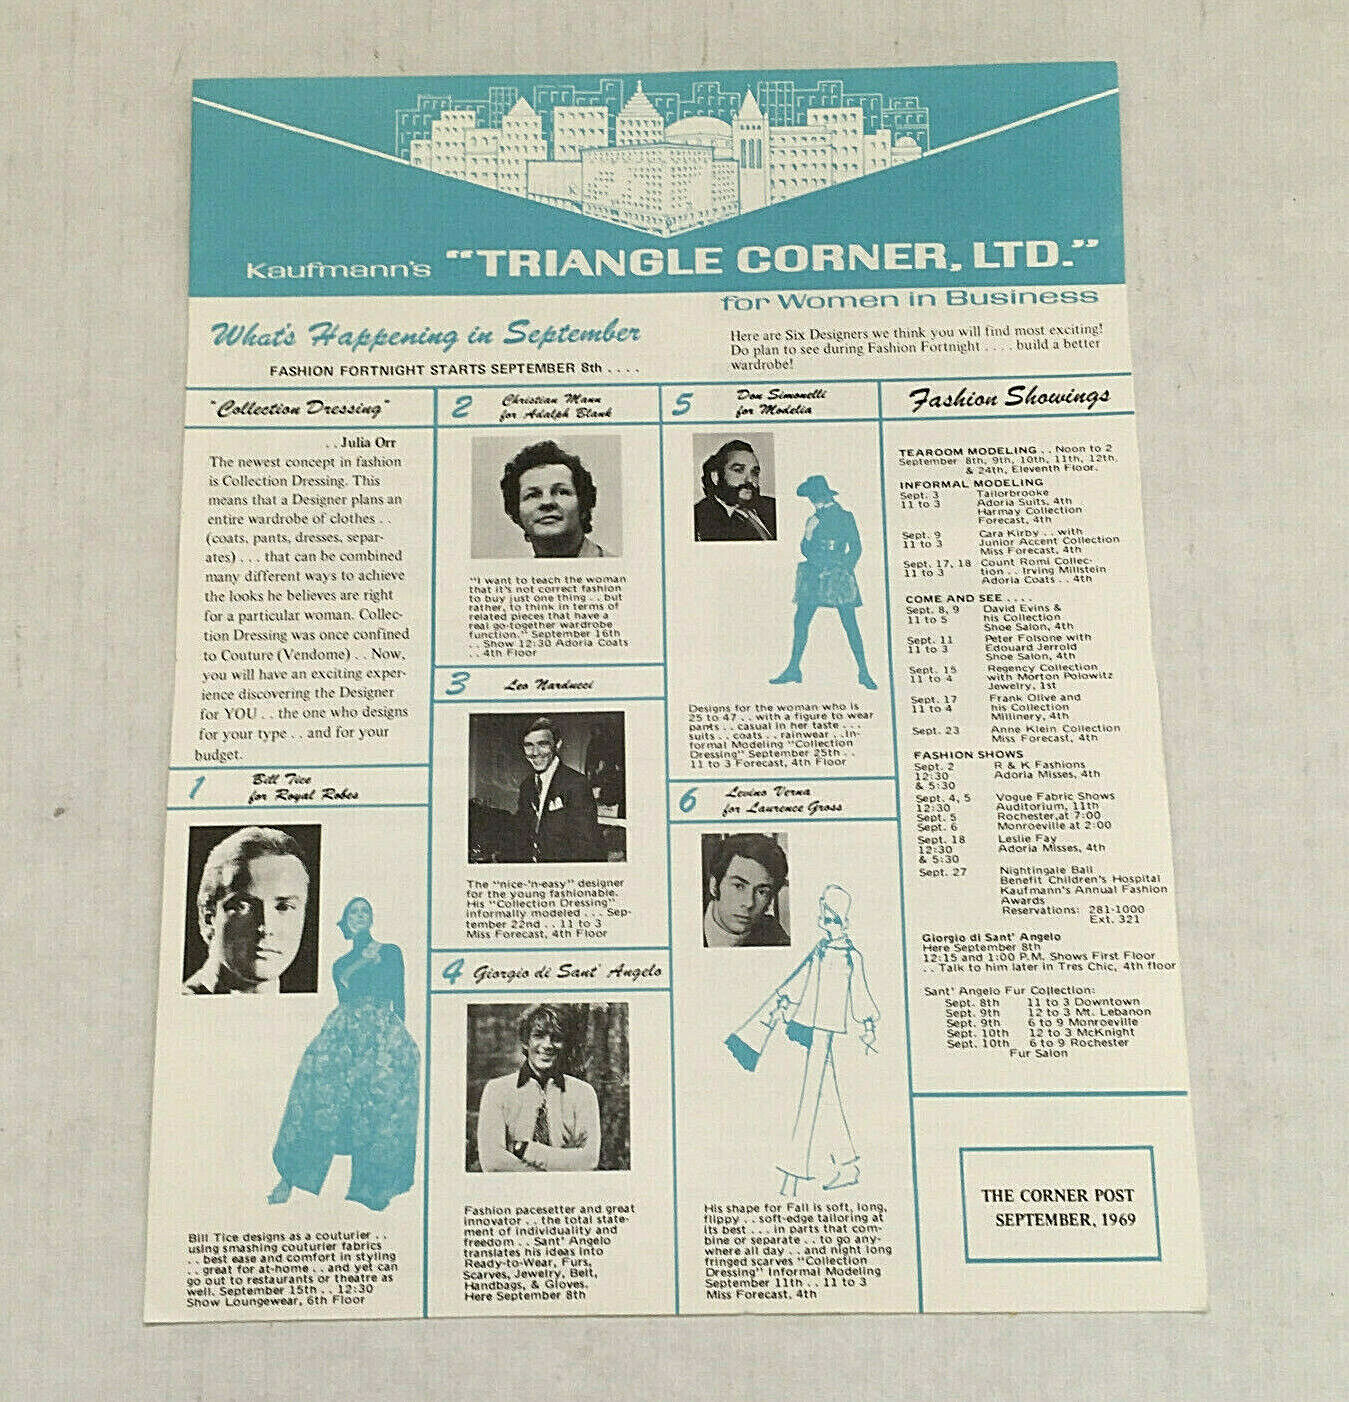 Kaufmann's "TRIANGLE CORNER, LTD."
for Women in Business
What's Happening in September
FASHION FORTNIGHT STARTS SEPTEMBER 8th . . . .
Here are Six Designers we think you will find most exciting!
Do plan to see during Fashion Fortnight . . . . build a better
wardrobe!
"Collection Dressing"
. . Julia Orr
The newest concept in fashion
is Collection Dressing. This
means that a Designer plans an
entire wardrobe of clothes . .
(coats, pants, dresses, separ-
ates) . . . that can be combined
many different ways to achieve
the looks he believes are right
for a particular woman. Collec-
tion Dressing was once confined
to Couture (Vendome) . . Now,
you will have an exciting exper-
ience discovering the Designer
for YOU . . the one who designs
for your type . . and for your
budget.
1 Bill Tice
for Royal Robes
Bill Tice designs as a couturier . .
using smashing couturier fabrics
. . best ease and comfort in styling
. . great for at-home . . and yet can
go out to restaurants or theatre as
well. September 15th . . 12:30
Show Loungewear, 6th Floor
2 Christian Mann
for Adalph Blank
"I want to teach the woman
that it's not correct fashion
to buy just one thing . . but
rather, to think in terms of
related pieces that have a
real go-together wardrobe
function." September 16th
. . Show 12:30 Adoria Coats
. . 4th Floor
3 Leo Narducci
The "nice-'n-easy" designer
for the young fashionable.
His "Collection Dressing"
informally modeled . . . Sep-
tember 22nd . . 11 to 3
Miss Forecast, 4th Floor
4 Giorgio di Sant' Angelo
Fashion pacesetter and great
innovator . . the total state-
ment of individuality and
freedom . . Sant' Angelo
translates his ideas into
Ready-to-Wear, Furs,
Scarves, Jewelry, Belt,
Handbags, & Gloves.
Here September 8th
5 Don Simonelli
for Modelia
Designs for the woman who is
25 to 47 . . with a figure to wear
pants . . casual in her taste . . .
suits . . coats . . rainwear . . In-
formal Modeling "Collection
Dressing" September 25th . .
11 to 3 Forecast, 4th Floor
6 Levino Verna
for Laurence Gross
His shape for Fall is soft, long,
flippy . . soft-edge tailoring at
its best . . . in parts that com-
bine or separate . . to go any-
where all day . . and night long
fringed scarves "Collection
Dressing" Informal Modeling
September 11th . . 11 to 3
Miss Forecast, 4th
Fashion Showings
TEAROOM MODELING . . Noon to 2
September 8th, 9th, 10th, 11th, 12th,
& 24th, Eleventh Floor.
INFORMAL MODELING
Sept. 3 Tailorbrooke
11 to 3 Adoria Suits, 4th
Harmay Collection
Forecast, 4th
Sept. 9 Cara Kirby . . with
11 to 3 Junior Accent Collection
Miss Forecast, 4th
Sept. 17, 18 Count Romi Collec-
11 to 3 tion . . Irving Millstein
Adoria Coats . . 4th
COME AND SEE . . . .
Sept. 8, 9 David Evins &
11 to 5 his Collection
Shoe Salon, 4th
Sept. 11 Peter Folsone with
11 to 3 Edouard Jerrold
Shoe Salon, 4th
Sept. 15 Regency Collection
11 to 4 with Morton Polowitz
Jewelry, 1st
Sept. 17 Frank Olive and
11 to 4 his Collection
Millinery, 4th
Sept. 23 Anne Klein Collection
Miss Forecast, 4th
FASHION SHOWS
Sept. 2 R & K Fashions
12:30 Adoria Misses, 4th
& 5:30
Sept. 4, 5 Vogue Fabric Shows
12:30 Auditorium, 11th
Sept. 5 Rochester, at 7:00
Sept. 6 Monroeville at 2:00
Sept. 18 Leslie Fay
12:30 Adoria Misses, 4th
& 5:30
Sept. 27 Nightingale Ball
Benefit Children's Hospital
Kaufmann's Annual Fashion
Awards
Reservations: 281-1000
Ext. 321
Giorgio di Sant' Angelo
Here September 8th
12:15 and 1:00 P.M. Shows First Floor
. . Talk to him later in Tres Chic, 4th floor
Sant' Angelo Fur Collection:
Sept. 8th 11 to 3 Downtown
Sept. 9th 12 to 3 Mt. Lebanon
Sept. 9th 6 to 9 Monroeville
Sept. 10th 12 to 3 McKnight
Sept. 10th 6 to 9 Rochester
Fur Salon
THE CORNER POST
SEPTEMBER, 1969